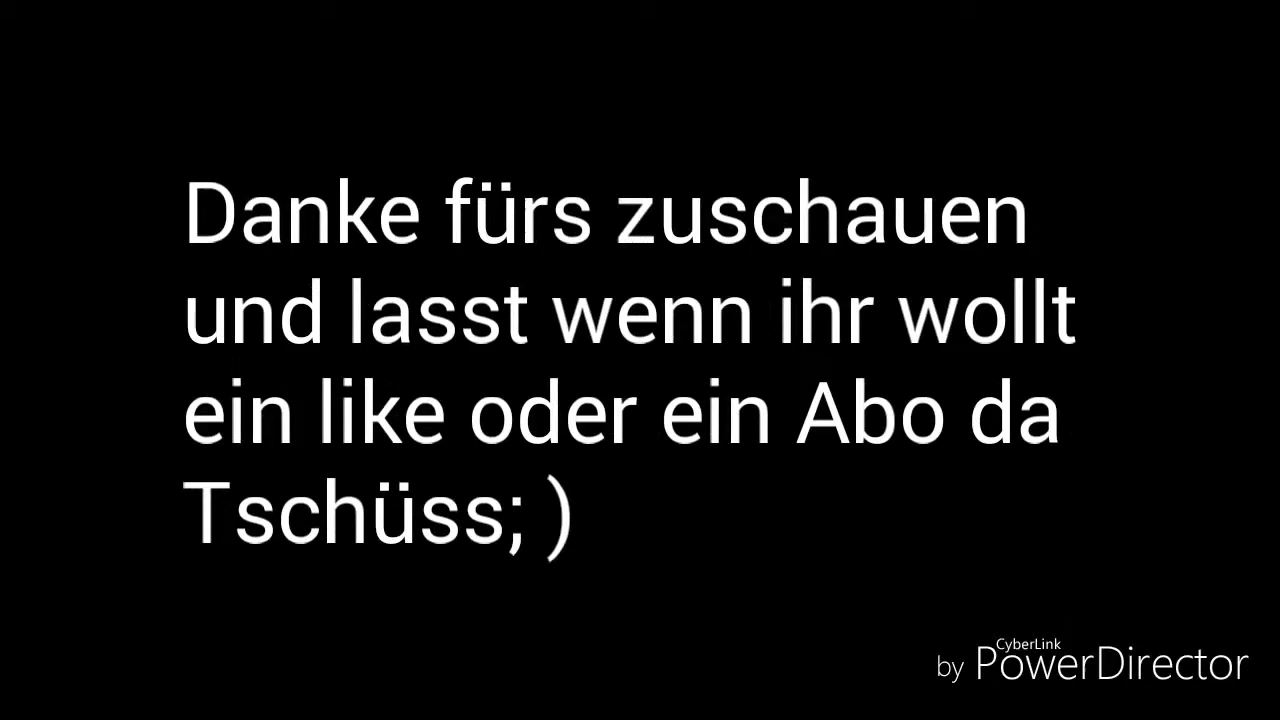 Danke fürs zuschauen
und lasst wenn ihr wollt
ein like oder ein Abo da
Tschüss; )
CyberLink
by PowerDirector